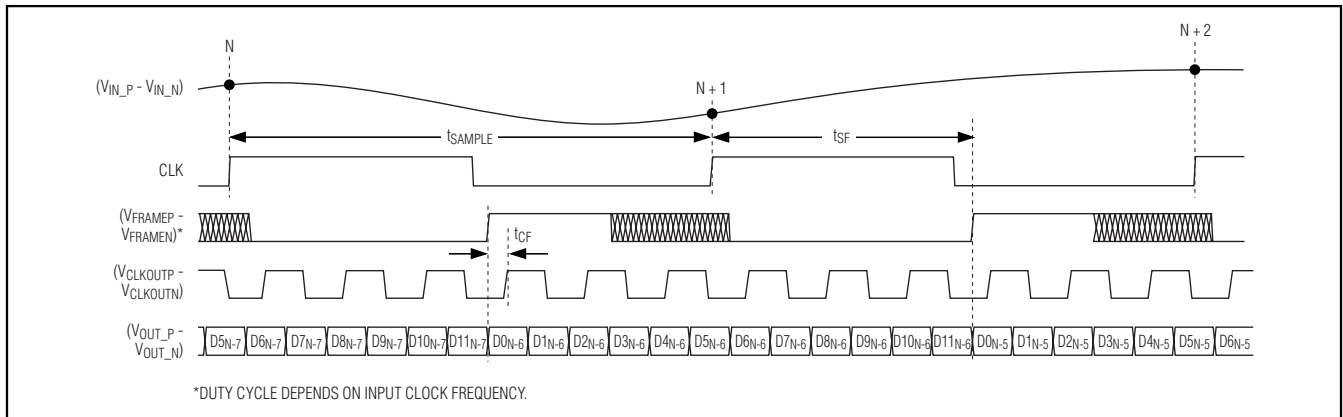 N
N + 1
N + 2
(VIN_P - VIN_N)
tSAMPLE
tSF
CLK
(VFRAMEP -
VFRAMEN)*
tCF
(VCLKOUTP -
VCLKOUTN)
(VOUT_P -
VOUT_N)
D5N-7 D6N-7 D7N-7 D8N-7 D9N-7 D10N-7 D11N-7 D0N-6 D1N-6 D2N-6 D3N-6 D4N-6 D5N-6 D6N-6 D7N-6 D8N-6 D9N-6 D10N-6 D11N-6 D0N-5 D1N-5 D2N-5 D3N-5 D4N-5 D5N-5 D6N-5
*DUTY CYCLE DEPENDS ON INPUT CLOCK FREQUENCY.